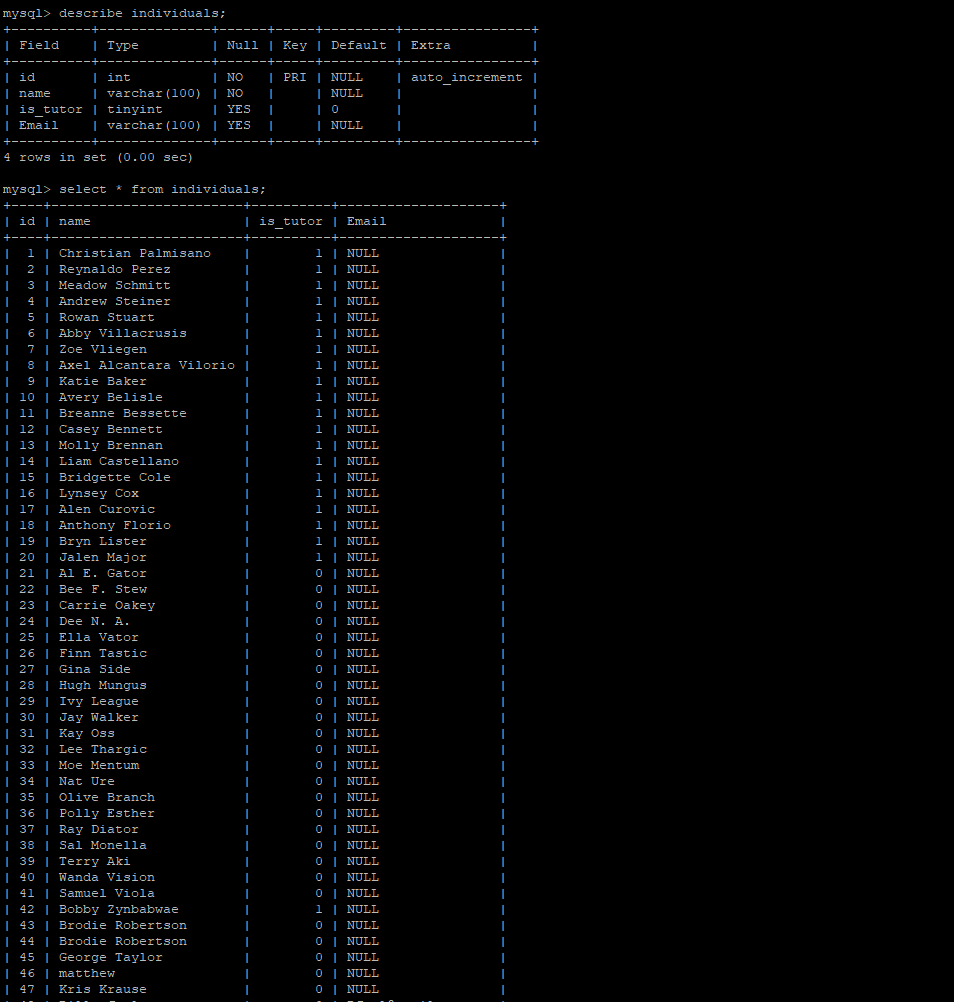 mysql> describe individuals;
+----------+--------------+------+-----+---------+----------------+
| Field    | Type         | Null | Key | Default | Extra          |
+----------+--------------+------+-----+---------+----------------+
| id       | int          | NO   | PRI | NULL    | auto_increment |
| name     | varchar(100) | NO   |     | NULL    |                |
| is_tutor | tinyint      | YES  |     | 0       |                |
| Email    | varchar(100) | YES  |     | NULL    |                |
+----------+--------------+------+-----+---------+----------------+
4 rows in set (0.00 sec)

mysql> select * from individuals;
+----+------------------------+----------+---------------------+
| id | name                   | is_tutor | Email               |
+----+------------------------+----------+---------------------+
|  1 | Christian Palmisano    |        1 | NULL                |
|  2 | Reynaldo Perez         |        1 | NULL                |
|  3 | Meadow Schmitt         |        1 | NULL                |
|  4 | Andrew Steiner         |        1 | NULL                |
|  5 | Rowan Stuart           |        1 | NULL                |
|  6 | Abby Villacrusis       |        1 | NULL                |
|  7 | Zoe Vliegen            |        1 | NULL                |
|  8 | Axel Alcantara Vilorio |        1 | NULL                |
|  9 | Katie Baker            |        1 | NULL                |
| 10 | Avery Belisle          |        1 | NULL                |
| 11 | Breanne Bessette       |        1 | NULL                |
| 12 | Casey Bennett          |        1 | NULL                |
| 13 | Molly Brennan          |        1 | NULL                |
| 14 | Liam Castellano        |        1 | NULL                |
| 15 | Bridgette Cole         |        1 | NULL                |
| 16 | Lynsey Cox             |        1 | NULL                |
| 17 | Alen Curovic           |        1 | NULL                |
| 18 | Anthony Florio         |        1 | NULL                |
| 19 | Bryn Lister            |        1 | NULL                |
| 20 | Jalen Major            |        1 | NULL                |
| 21 | Al E. Gator            |        0 | NULL                |
| 22 | Bee F. Stew            |        0 | NULL                |
| 23 | Carrie Oakey           |        0 | NULL                |
| 24 | Dee N. A.              |        0 | NULL                |
| 25 | Ella Vator             |        0 | NULL                |
| 26 | Finn Tastic            |        0 | NULL                |
| 27 | Gina Side              |        0 | NULL                |
| 28 | Hugh Mungus            |        0 | NULL                |
| 29 | Ivy League             |        0 | NULL                |
| 30 | Jay Walker             |        0 | NULL                |
| 31 | Kay Oss                |        0 | NULL                |
| 32 | Lee Thargic            |        0 | NULL                |
| 33 | Moe Mentum             |        0 | NULL                |
| 34 | Nat Ure                |        0 | NULL                |
| 35 | Olive Branch           |        0 | NULL                |
| 36 | Polly Esther           |        0 | NULL                |
| 37 | Ray Diator             |        0 | NULL                |
| 38 | Sal Monella            |        0 | NULL                |
| 39 | Terry Aki              |        0 | NULL                |
| 40 | Wanda Vision           |        0 | NULL                |
| 41 | Samuel Viola           |        0 | NULL                |
| 42 | Bobby Zynbabwae        |        1 | NULL                |
| 43 | Brodie Robertson       |        0 | NULL                |
| 44 | Brodie Robertson       |        0 | NULL                |
| 45 | George Taylor          |        0 | NULL                |
| 46 | matthew                |        0 | NULL                |
| 47 | Kris Krause            |        0 | NULL                |